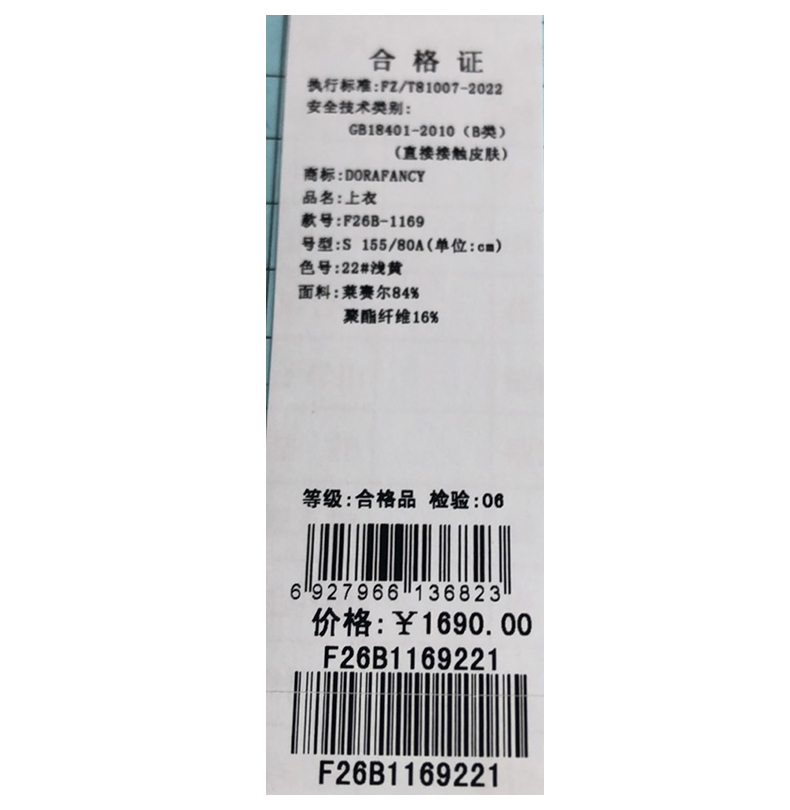 合格证
执行标准:FZ/T81007-2022
安全技术类别:
GB18401-2010（B类）
(直接接触皮肤)
商标:DORAFANCY
品名:上衣
款号:F26B-1169
号型:S 155/80A(单位:cm)
色号:22#浅黄
面料:莱赛尔84%
聚酯纤维16%
等级:合格品 检验:06
6 927966 136823
价格:￥1690.00
F26B1169221
F26B1169221